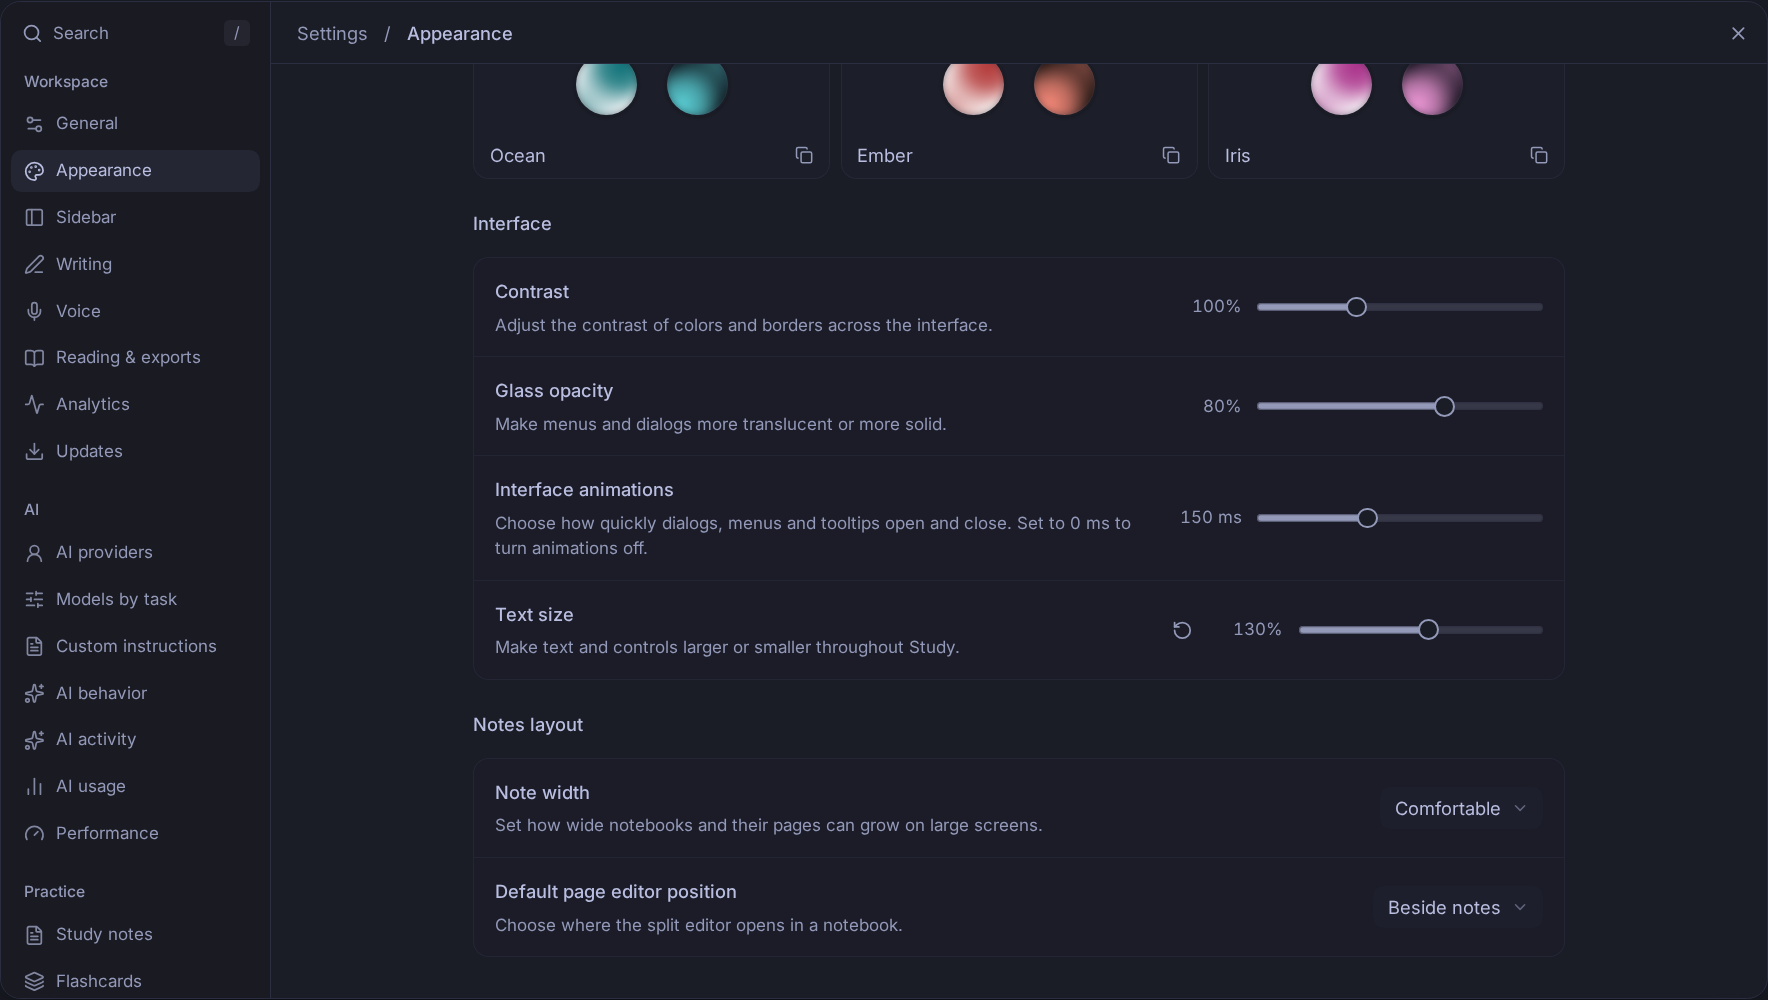 Search
/
Workspace
General
Appearance
Sidebar
Writing
Voice
Reading & exports
Analytics
Updates
AI
AI providers
Models by task
Custom instructions
AI behavior
AI activity
AI usage
Performance
Practice
Study notes
Flashcards
Settings / Appearance
Ocean
Ember
Iris
Interface
Contrast
Adjust the contrast of colors and borders across the interface.
100%
Glass opacity
Make menus and dialogs more translucent or more solid.
80%
Interface animations
Choose how quickly dialogs, menus and tooltips open and close. Set to 0 ms to
turn animations off.
150 ms
Text size
Make text and controls larger or smaller throughout Study.
130%
Notes layout
Note width
Set how wide notebooks and their pages can grow on large screens.
Comfortable
Default page editor position
Choose where the split editor opens in a notebook.
Beside notes